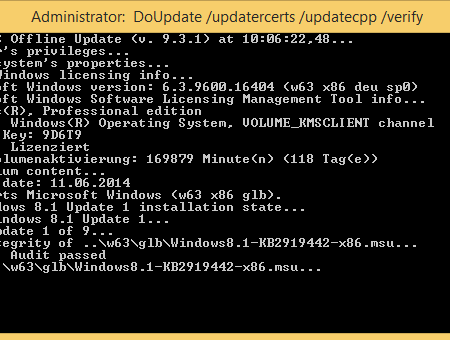 Administrator: DoUpdate /updatercerts /updatecpp /verify
Offline Update (v. 9.3.1) at 10:06:22,48...
r's privileges...
system's properties...
Windows licensing info...
oft Windows version: 6.3.9600.16404 (w63 x86 deu sp0)
oft Windows Software Licensing Management Tool info...
(R), Professional edition
Windows(R) Operating System, VOLUME_KMSCLIENT channel
Key: 9D6T9
Lizenziert
olumenaktivierung: 169879 Minute(n) (118 Tag(e))
um content...
date: 11.06.2014
rts Microsoft Windows (w63 x86 glb).
dows 8.1 Update 1 installation state...
ndows 8.1 Update 1...
pdate 1 of 9...
tegrity of ..\w63\glb\Windows8.1-KB2919442-x86.msu...
Audit passed
\w63\glb\Windows8.1-KB2919442-x86.msu...